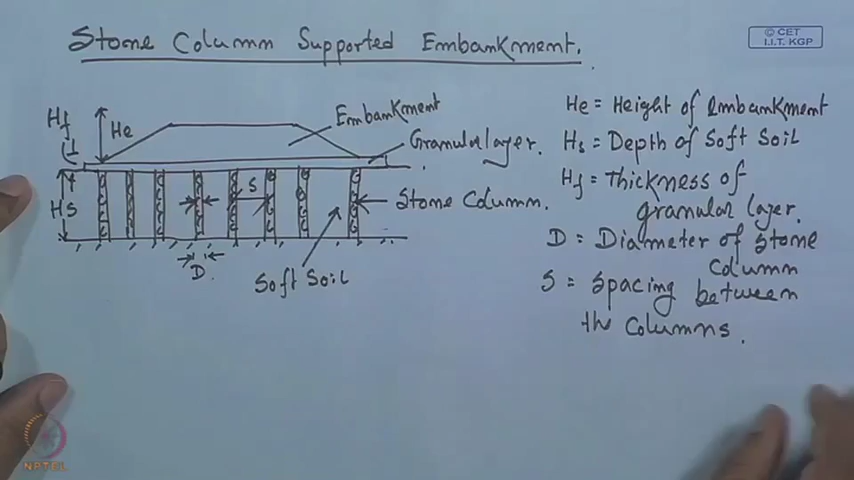 Stone Column Supported Embankment.
© CET
I.I.T. KGP
Hf
He
Embankment
Granular layer.
S
Hs
Stone Column.
D.
Soft Soil
He = Height of Embankment
Hs = Depth of Soft Soil
Hf = Thickness of
granular layer.
D = Diameter of Stone
Column
S = Spacing between
the Columns.
NPTEL